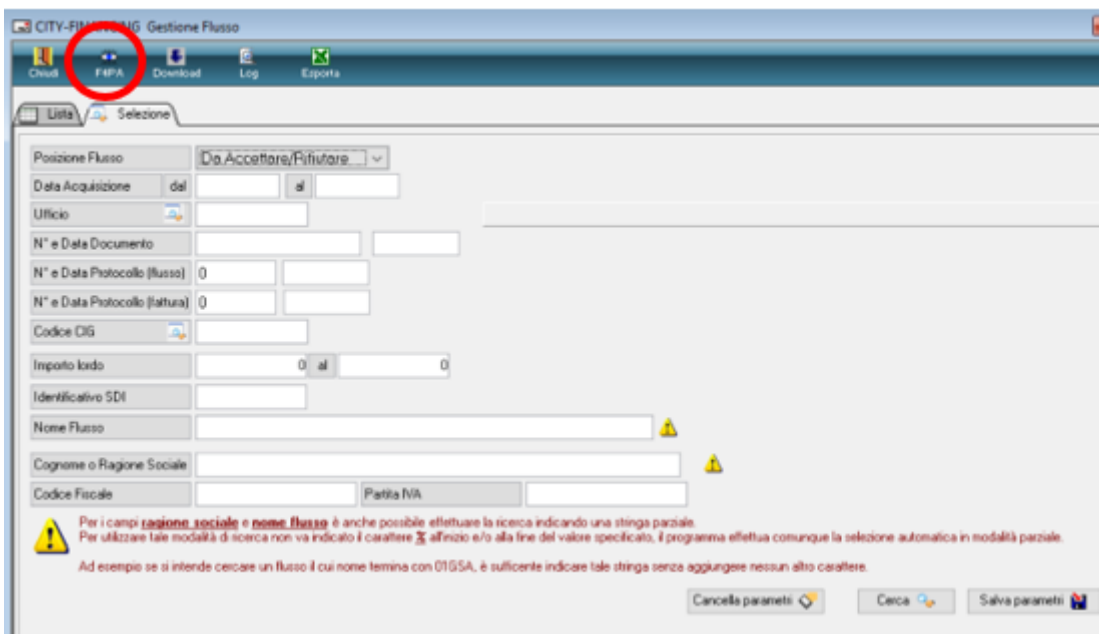 CITY-FINANCING Gestione Flusso
Chiudi F4PA Download Log Esporta
Lista Selezione
Posizione Flusso Da Accettare/Rifiutare
Data Acquisizione dal al
Ufficio
N° e Data Documento
N° e Data Protocollo (flusso) 0
N° e Data Protocollo (fattura) 0
Codice CIG
Importo lordo 0 al 0
Identificativo SDI
Nome Flusso
Cognome o Ragione Sociale
Codice Fiscale Partita IVA
Per i campi ragione sociale e nome flusso è anche possibile effettuare la ricerca indicando una stringa parziale.
Per utilizzare tale modalità di ricerca non va indicato il carattere % all'inizio e/o alla fine del valore specificato, il programma effettua comunque la selezione automatica in modalità parziale.
Ad esempio se si intende cercare un flusso il cui nome termina con 01GSA, è sufficente indicare tale stringa senza aggiungere nessun altro carattere.
Cancella parametri Cerca Salva parametri